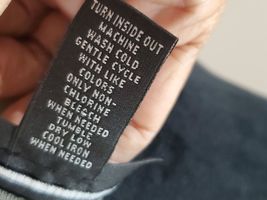 TURN INSIDE OUT
MACHINE
WASH COLD
GENTLE CYCLE
WITH LIKE
COLORS
ONLY NON-
CHLORINE
BLEECH
WHEN NEEDED
TUMBLE
DRY LOW
COOL IRON
WHEN NEEDED